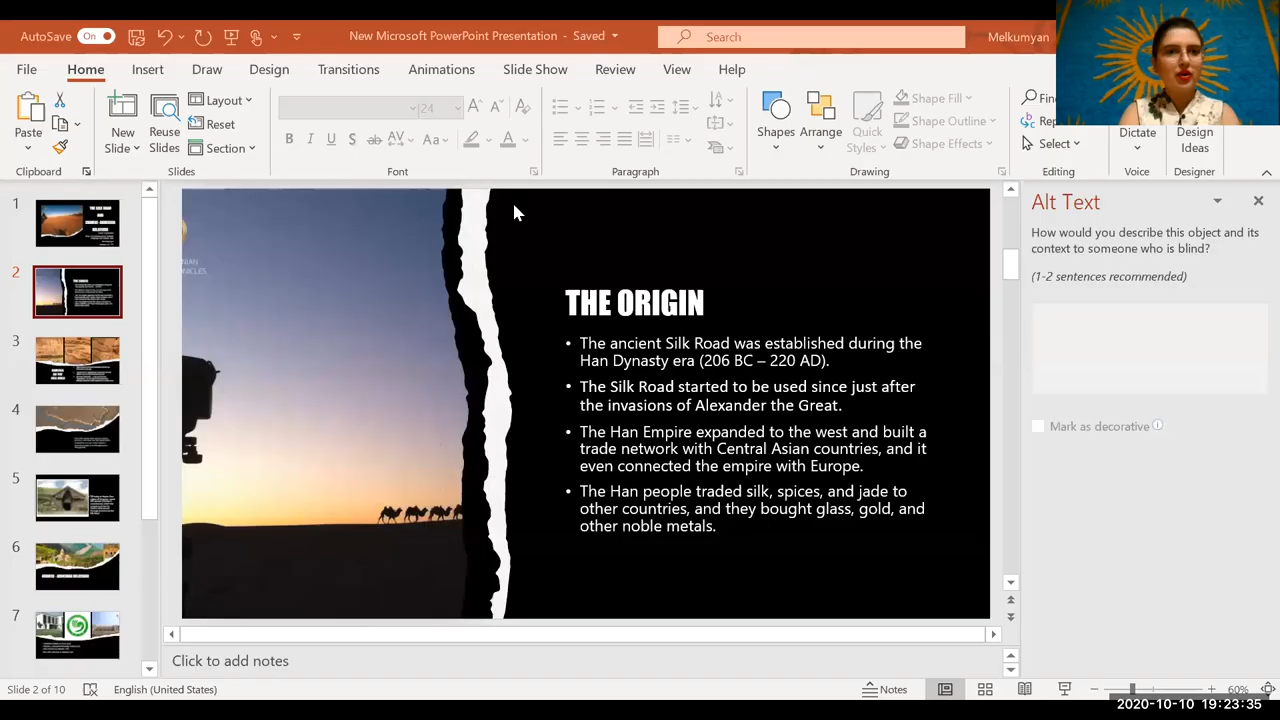 AutoSave On New Microsoft PowerPoint Presentation - Saved Search Melkumyan
File Home Insert Draw Design Transitions Animations Slide Show Review View Help
Paste
New Slide
Reuse Slides
Layout
Reset
Section
24
Shapes
Arrange
Quick Styles
Shape Fill
Shape Outline
Shape Effects
Select
Dictate
Design Ideas
Clipboard Slides Font Paragraph Drawing Editing Voice Designer
1
2
3
4
5
6
7
THE ORIGIN
• The ancient Silk Road was established during the
Han Dynasty era (206 BC – 220 AD).
• The Silk Road started to be used since just after
the invasions of Alexander the Great.
• The Han Empire expanded to the west and built a
trade network with Central Asian countries, and it
even connected the empire with Europe.
• The Han people traded silk, spices, and jade to
other countries, and they bought glass, gold, and
other noble metals.
Alt Text
How would you describe this object and its
context to someone who is blind?
(1-2 sentences recommended)
Mark as decorative
Click to add notes
Slide 2 of 10 English (United States) Notes 60%
2020-10-10 19:23:35